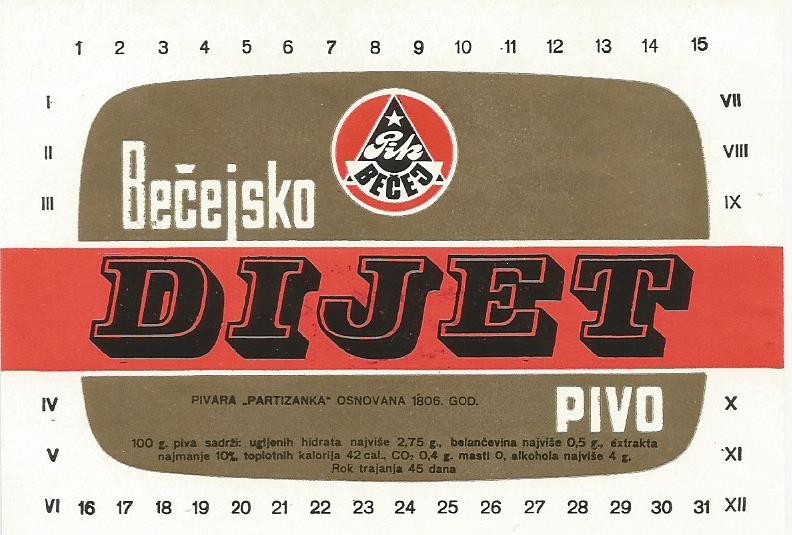 1 2 3 4 5 6 7 8 9 10 11 12 13 14 15
I VII
II VIII
III IX
Pik
BEČEJ
Bečejsko
DIJET
PIVO
IV X
V XI
PIVARA „PARTIZANKA“ OSNOVANA 1806. GOD.
100 g. piva sadrži: ugljenih hidrata najviše 2,75 g., belančevina najviše 0,5 g., extrakta
najmanje 10%, toplotnih kalorija 42 cal., CO₂ 0,4 g. masti 0, alkohola najviše 4 g.
Rok trajanja 45 dana
VI 16 17 18 19 20 21 22 23 24 25 26 27 28 29 30 31 XII